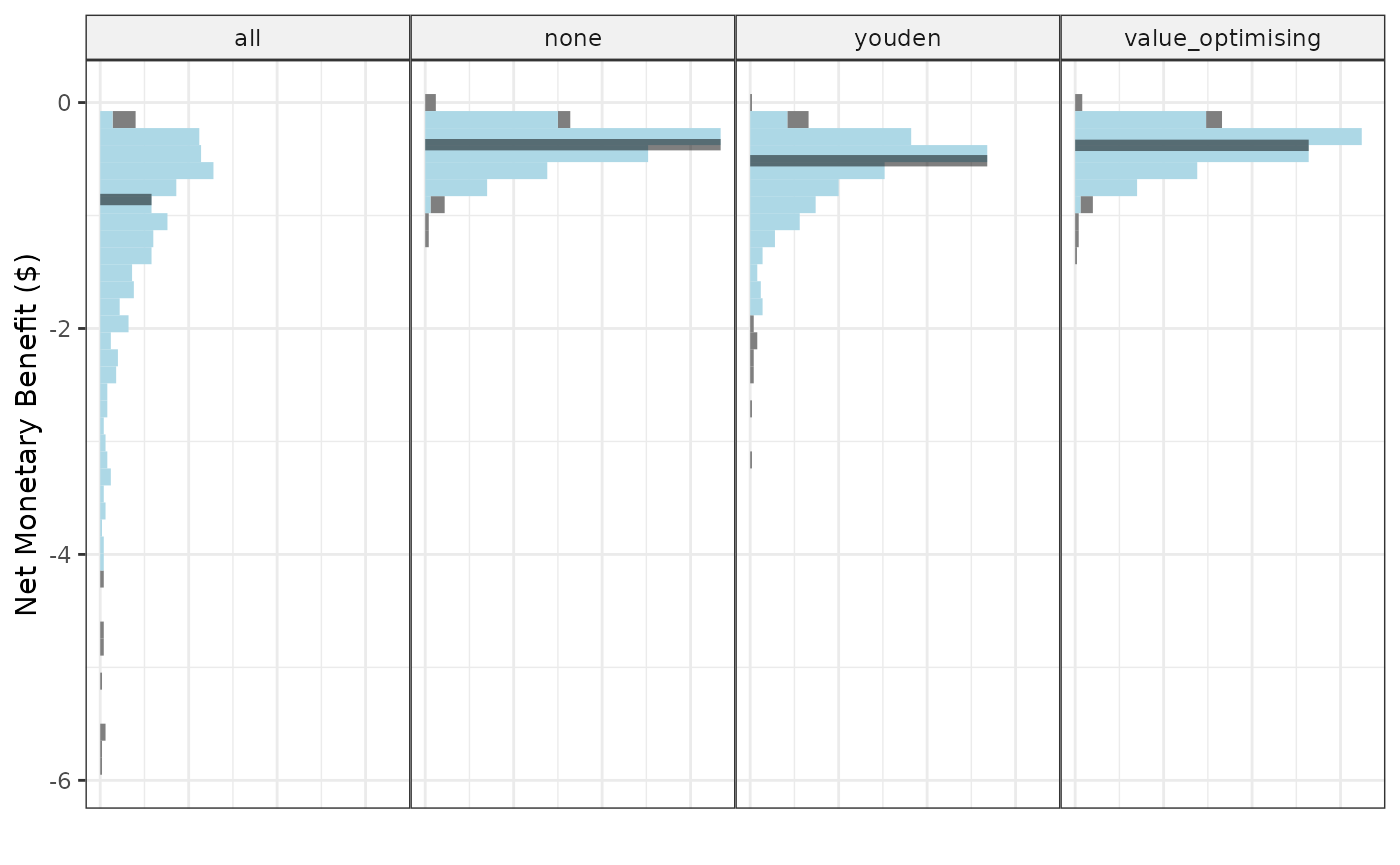 all
none
youden
value_optimising
Net Monetary Benefit ($)
0
-2
-4
-6